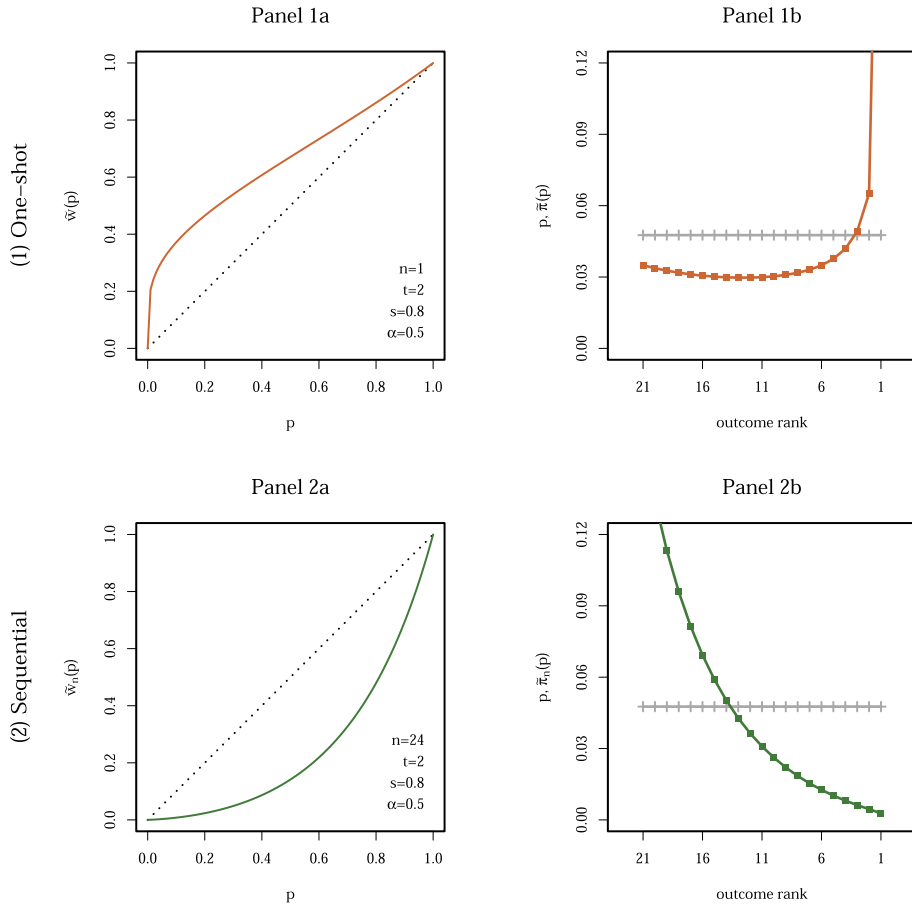 Panel 1a
Panel 1b
(1) One−shot
w̃(p)
1.0
0.8
0.6
0.4
0.2
0.0
n=1
t=2
s=0.8
α=0.5
0.0 0.2 0.4 0.6 0.8 1.0
p
p, π̃(p)
0.12
0.09
0.06
0.03
0.00
21 16 11 6 1
outcome rank
Panel 2a
Panel 2b
(2) Sequential
w̃ₙ(p)
1.0
0.8
0.6
0.4
0.2
0.0
n=24
t=2
s=0.8
α=0.5
0.0 0.2 0.4 0.6 0.8 1.0
p
p, π̃ₙ(p)
0.12
0.09
0.06
0.03
0.00
21 16 11 6 1
outcome rank